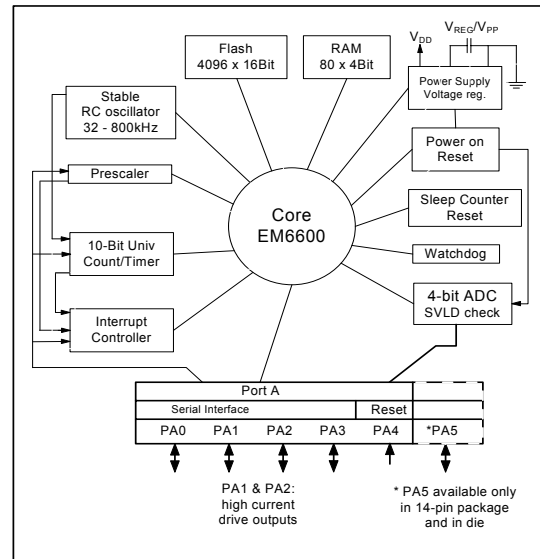 Flash
4096 x 16Bit
RAM
80 x 4Bit
VDD
VREG/VPP
Power Supply
Voltage reg.
Stable
RC oscillator
32 - 800kHz
Power on
Reset
Prescaler
Core
EM6600
Sleep Counter
Reset
10-Bit Univ
Count/Timer
Watchdog
4-bit ADC
SVLD check
Interrupt
Controller
Port A
Serial Interface
Reset
PA0
PA1
PA2
PA3
PA4
*PA5
PA1 & PA2:
high current
drive outputs
* PA5 available only
in 14-pin package
and in die